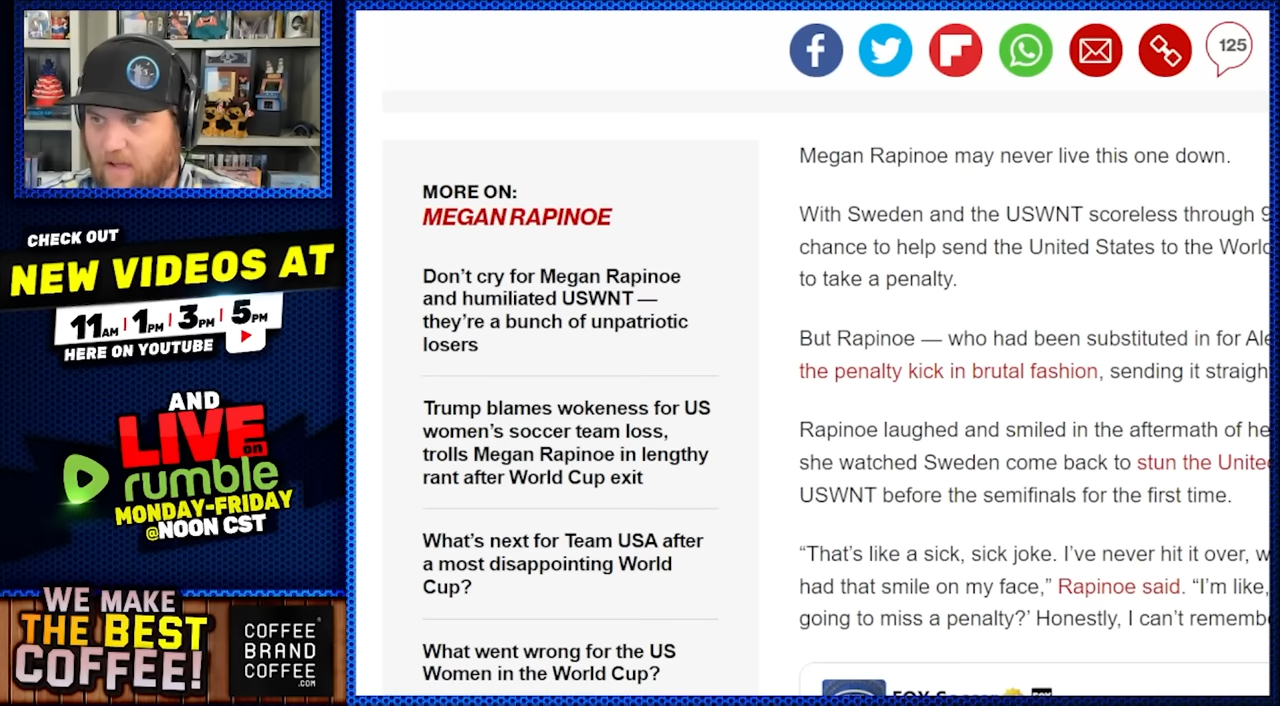 CHECK OUT
NEW VIDEOS AT
11AM | 1PM | 3PM | 5PM
HERE ON YOUTUBE
AND
LIVE on
rumble
MONDAY-FRIDAY
@NOON CST
WE MAKE
THE BEST
COFFEE!
COFFEE
BRAND
COFFEE
.COM
125
MORE ON:
MEGAN RAPINOE
Don’t cry for Megan Rapinoe
and humiliated USWNT —
they’re a bunch of unpatriotic
losers
Trump blames wokeness for US
women’s soccer team loss,
trolls Megan Rapinoe in lengthy
rant after World Cup exit
What’s next for Team USA after
a most disappointing World
Cup?
What went wrong for the US
Women in the World Cup?
Megan Rapinoe may never live this one down.
With Sweden and the USWNT scoreless through 9
chance to help send the United States to the World
to take a penalty.
But Rapinoe — who had been substituted in for Ale
the penalty kick in brutal fashion, sending it straigh
Rapinoe laughed and smiled in the aftermath of he
she watched Sweden come back to stun the Unite
USWNT before the semifinals for the first time.
“That’s like a sick, sick joke. I’ve never hit it over, w
had that smile on my face,” Rapinoe said. “I’m like,
going to miss a penalty?’ Honestly, I can’t rememb
FOX Soccer